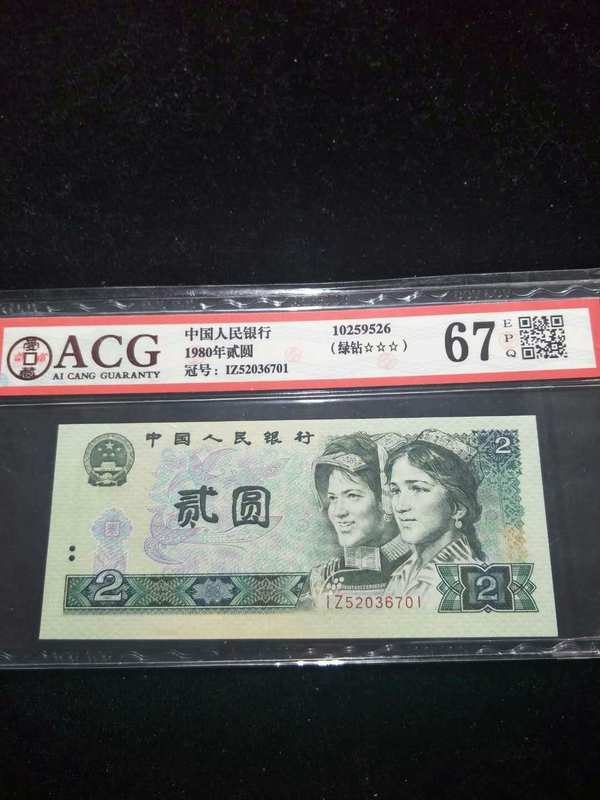 ACG
AI CANG GUARANTY
中国人民银行
1980年贰圆
冠号：IZ52036701
10259526
（绿钻☆☆☆）
67
EPQ
中国人民银行
2
贰圆
2
2
IZ52036701